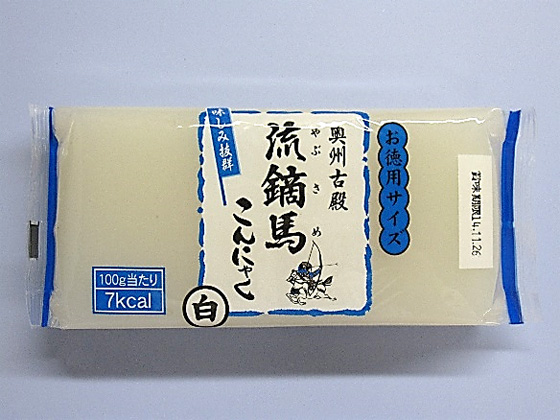 お徳用サイズ
奥州古殿
流鏑馬
やぶさめ
こんにゃく
白
味しみ抜群
100g当たり
7kcal
賞味期限14.11.26